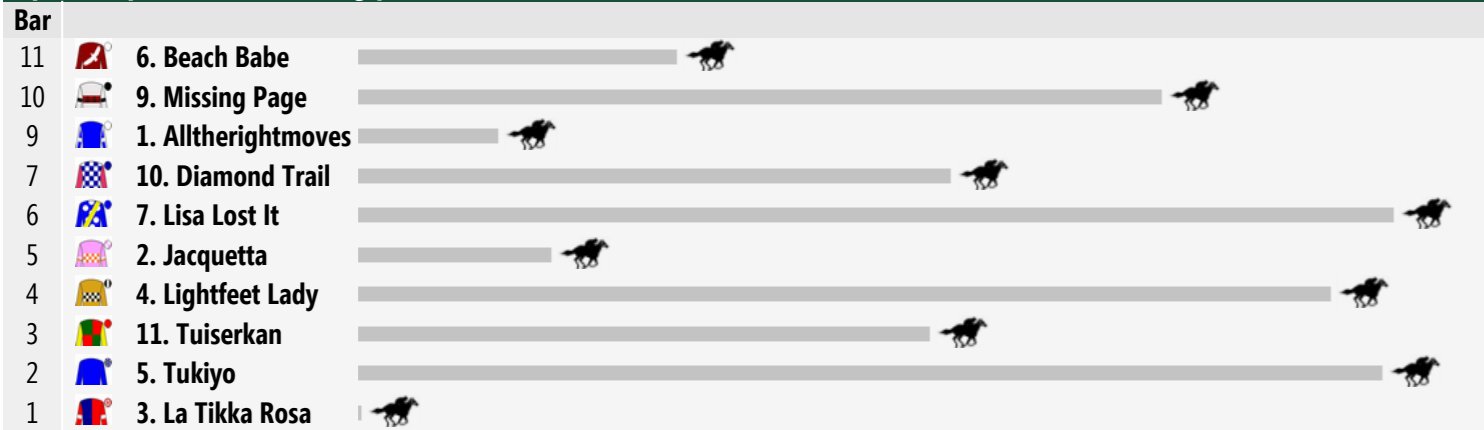 Bar
11 6. Beach Babe
10 9. Missing Page
9 1. Alltherightmoves
7 10. Diamond Trail
6 7. Lisa Lost It
5 2. Jacquetta
4 4. Lightfeet Lady
3 11. Tuiserkan
2 5. Tukiyo
1 3. La Tikka Rosa